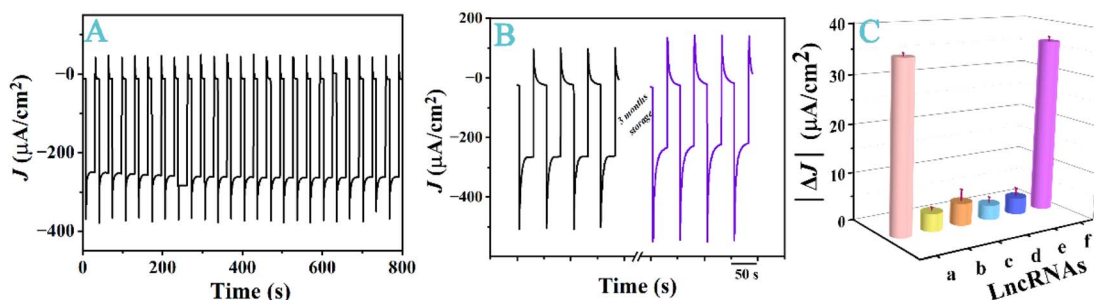 A
J (μA/cm²)
−0
−200
−400
0 200 400 600 800
Time (s)
B
J (μA/cm²)
200
0
−200
−400
3 months
storage
50 s
Time (s)
C
| ΔJ | (μA/cm²)
40
30
20
10
0
a b c d e f
LncRNAs